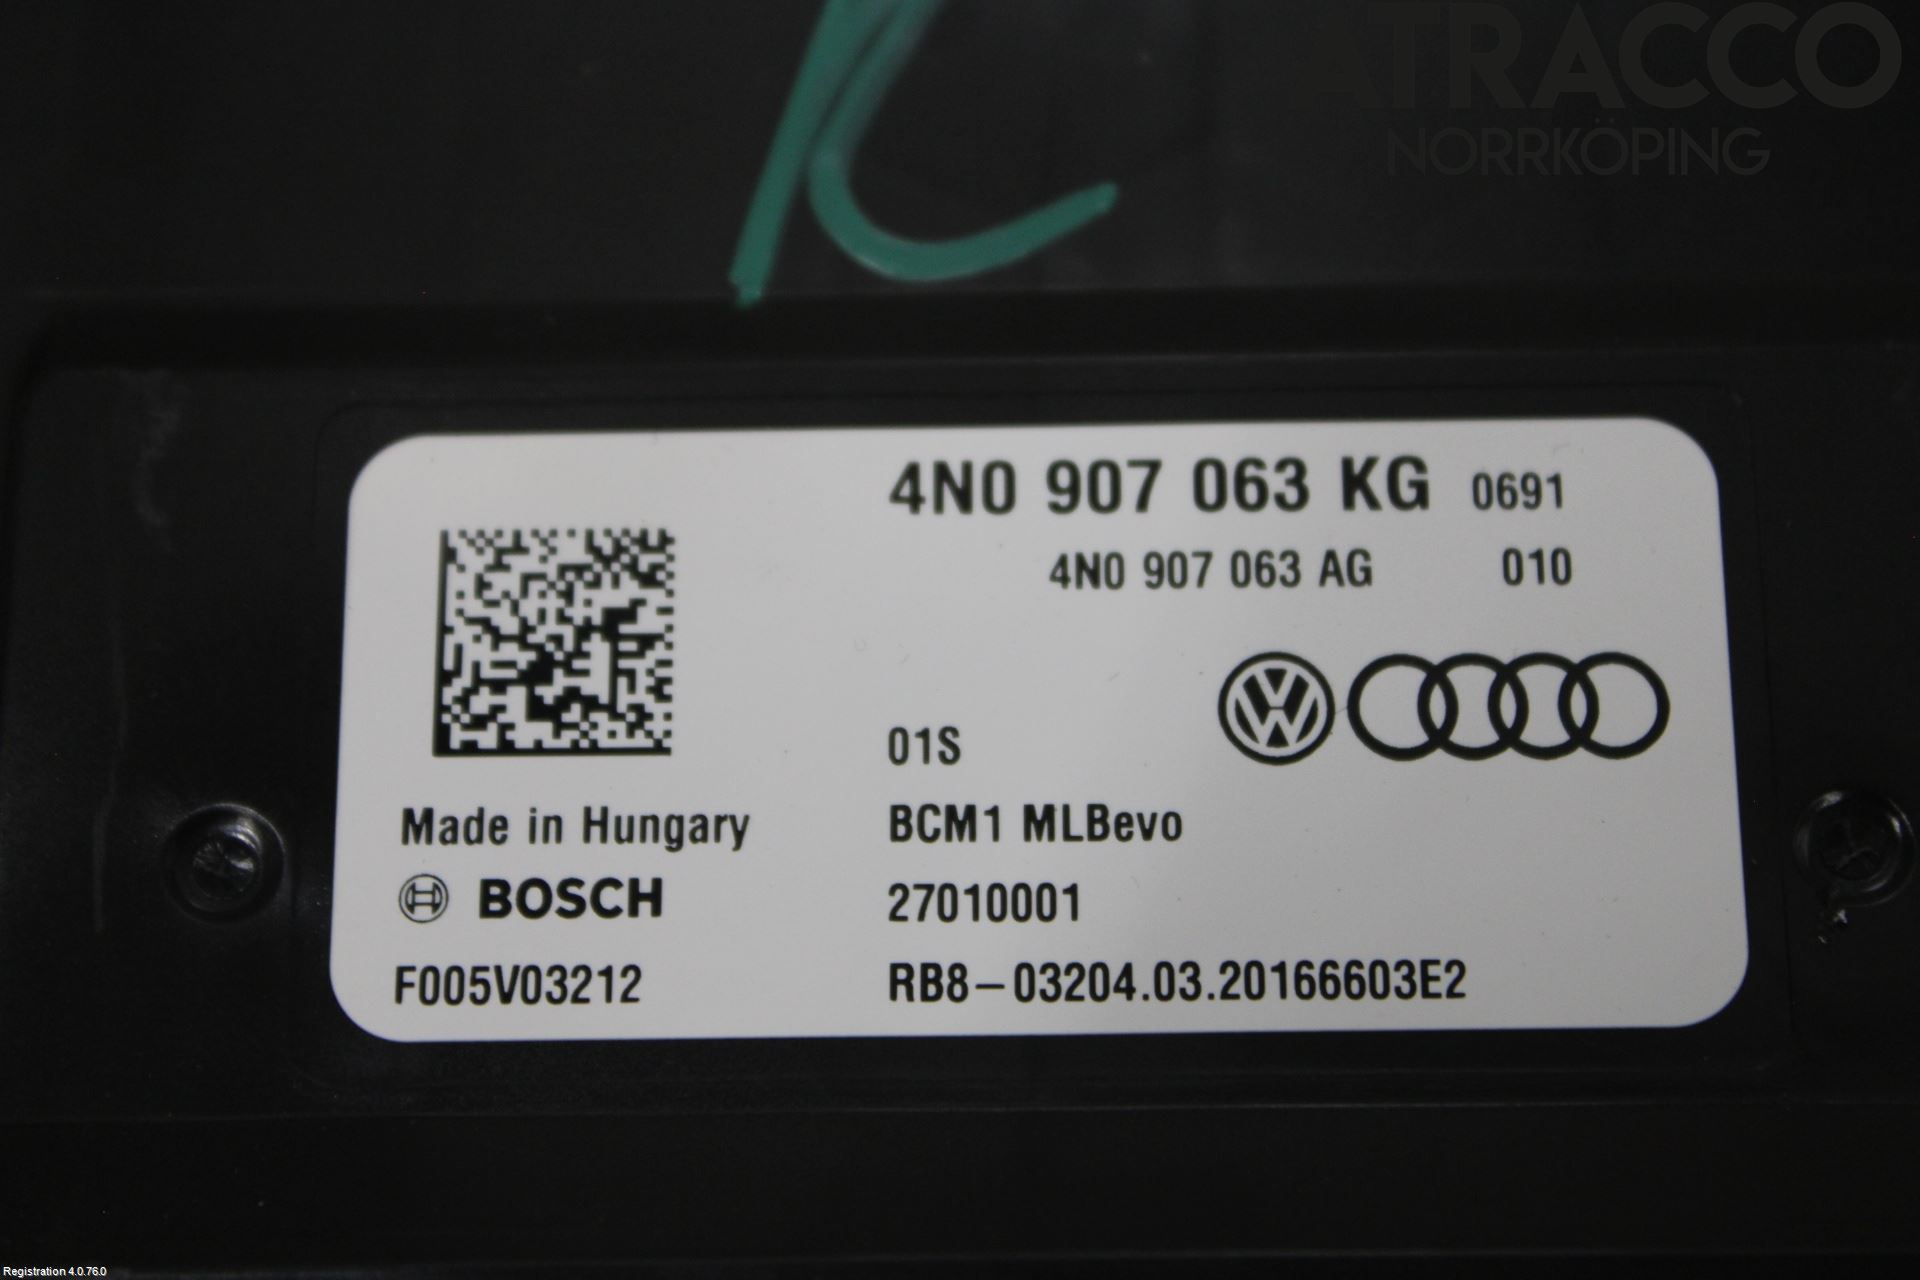 ATRACCO
NORRKÖPING
4N0 907 063 KG 0691
4N0 907 063 AG 010
01S
Made in Hungary
BCM1 MLBevo
BOSCH
27010001
F005V03212
RB8-03204.03.20166603E2
Registration 4.0.76.0